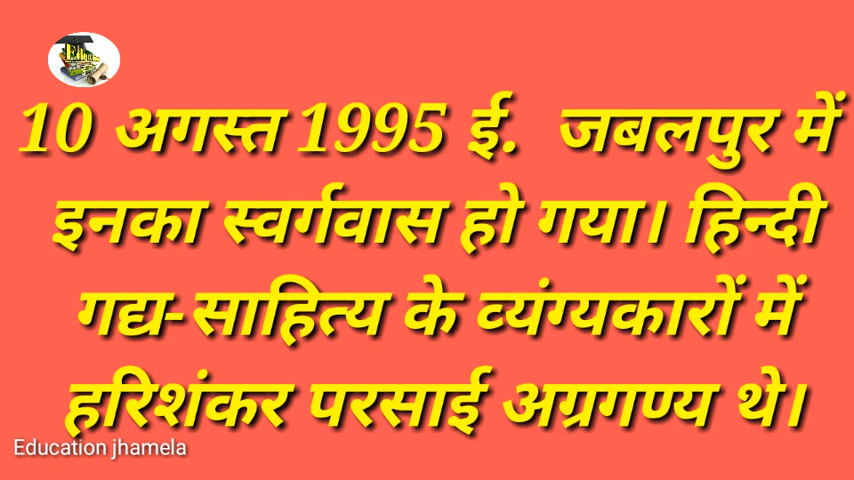 10 अगस्त 1995 ई. जबलपुर में
इनका स्वर्गवास हो गया। हिन्दी
गद्य-साहित्य के व्यंग्यकारों में
हरिशंकर परसाई अग्रगण्य थे।
Education jhamela